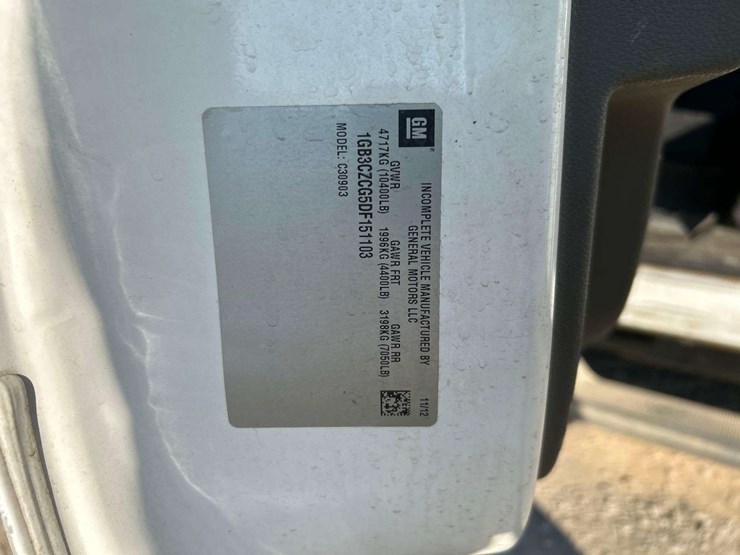 GM
INCOMPLETE VEHICLE MANUFACTURED BY
GENERAL MOTORS LLC
11/12
GVWR GAWR FRT GAWR RR
4717KG (10400LB) 1996KG (4400LB) 3198KG (7050LB)
1GB3CZCG5DF151103
MODEL: C30903